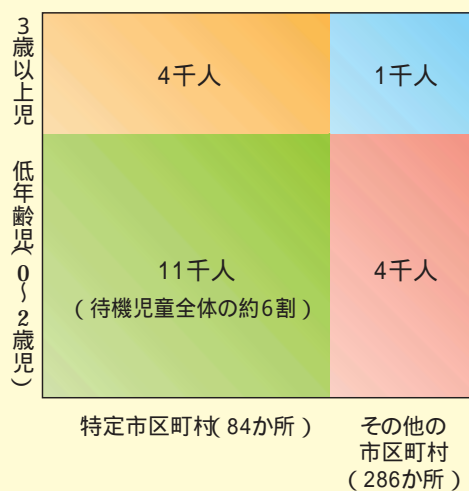 3歳以上児
4千人
1千人
低年齢児(0～2歳児)
11千人
(待機児童全体の約6割)
4千人
特定市区町村(84か所)
その他の
市区町村
(286か所)